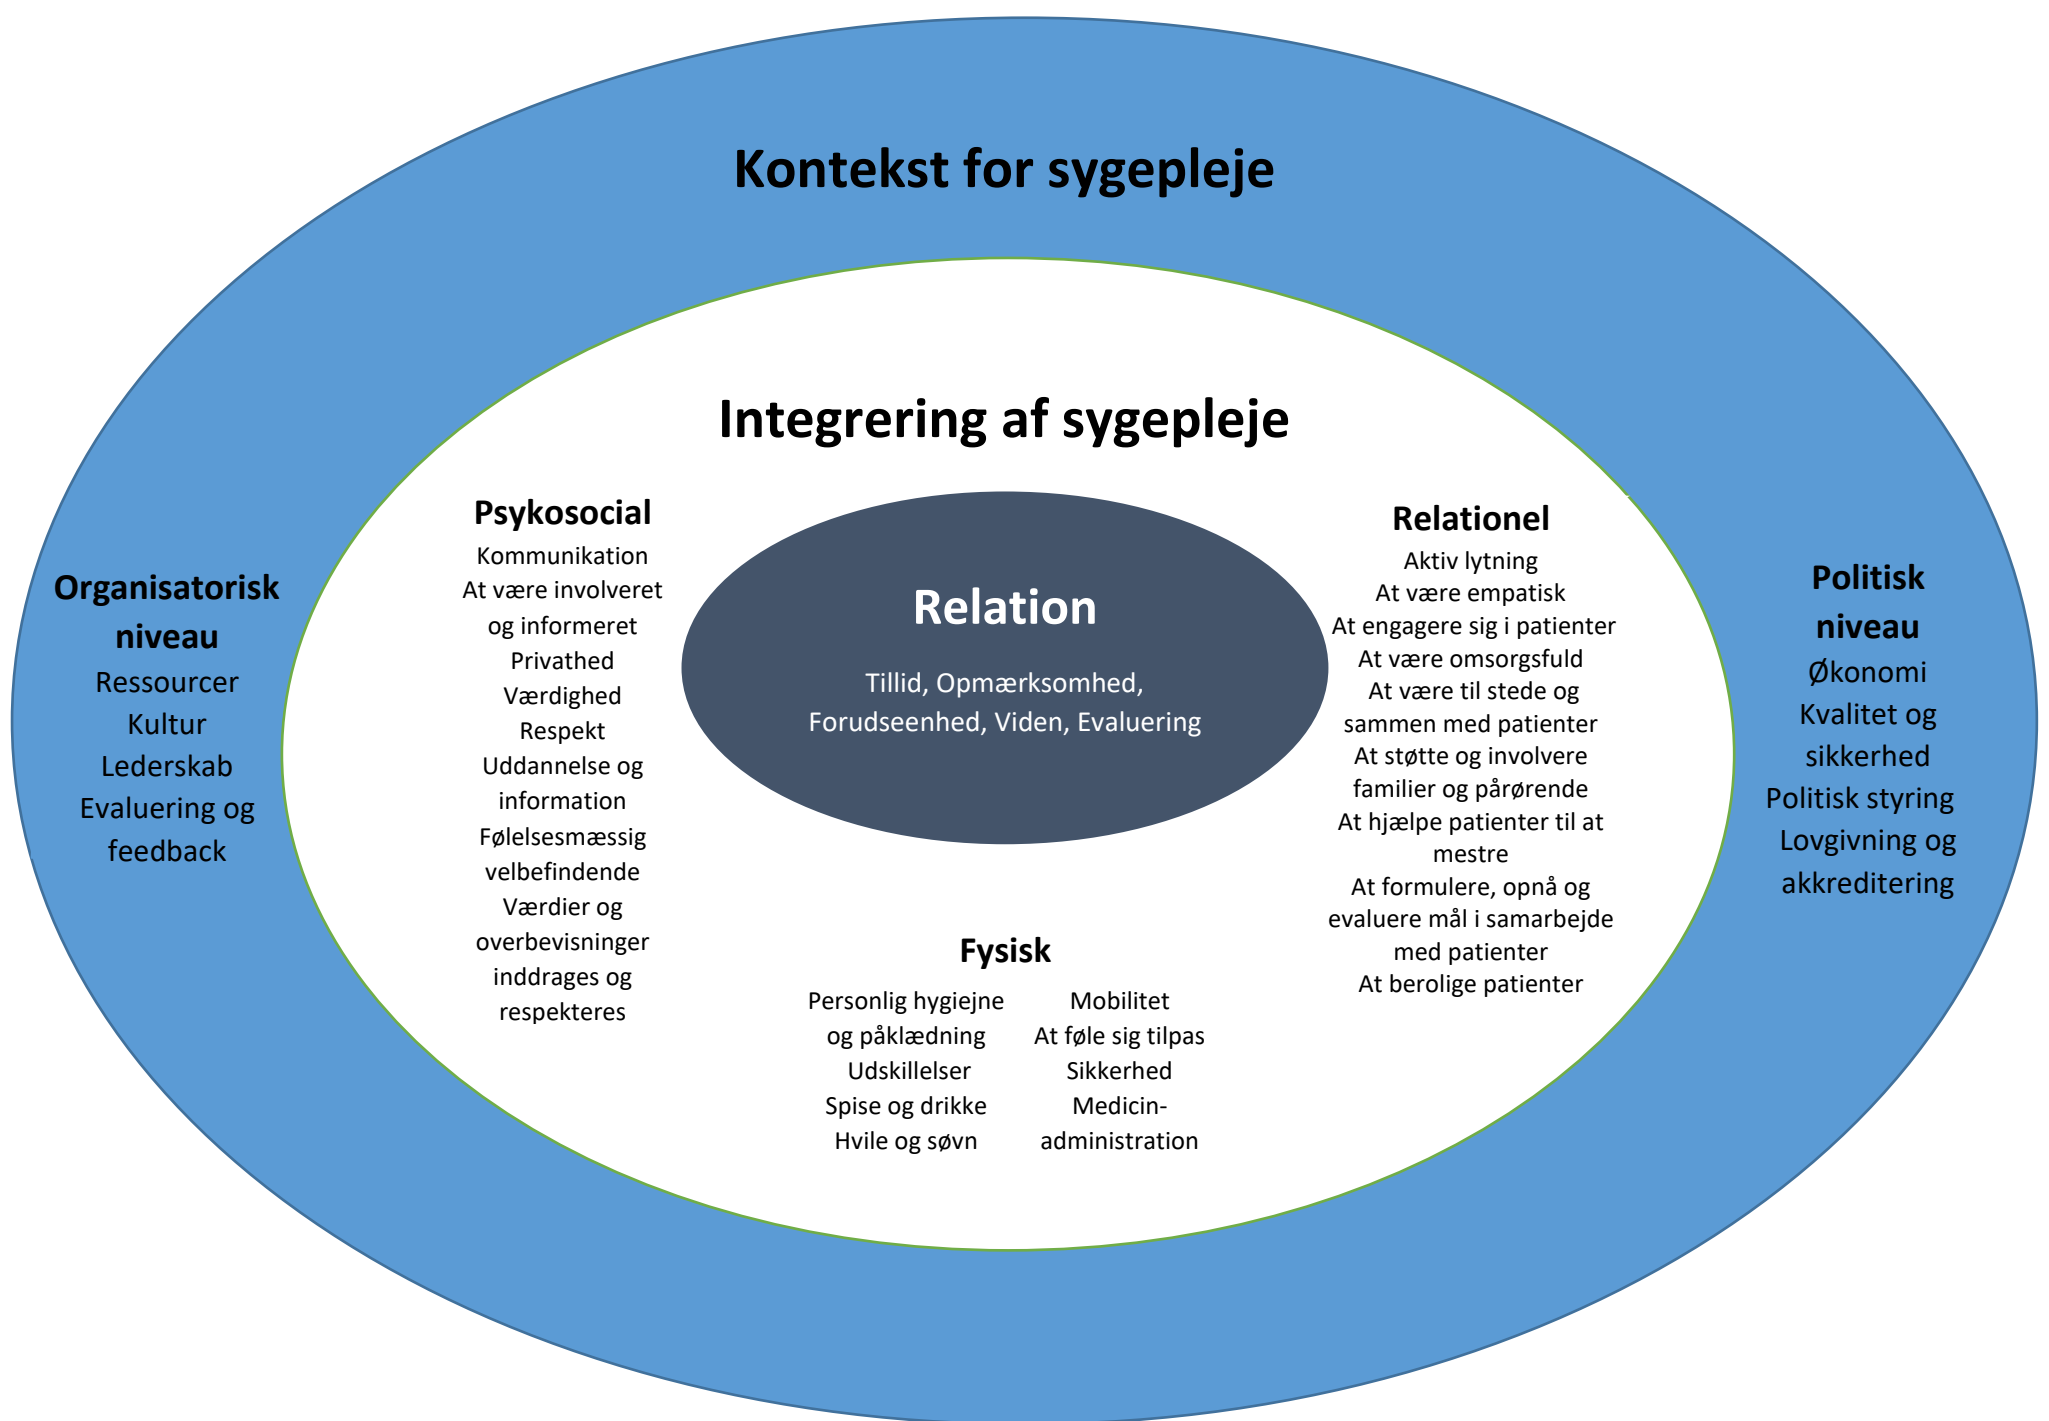 Kontekst for sygepleje
Integrering af sygepleje
Organisatorisk
niveau
Ressourcer
Kultur
Lederskab
Evaluering og
feedback
Psykosocial
Kommunikation
At være involveret
og informeret
Privathed
Værdighed
Respekt
Uddannelse og
information
Følelsesmæssig
velbefindende
Værdier og
overbevisninger
inddrages og
respekteres
Relation
Tillid, Opmærksomhed,
Forudseenhed, Viden, Evaluering
Fysisk
Personlig hygiejne
og påklædning
Udskillelser
Spise og drikke
Hvile og søvn
Mobilitet
At føle sig tilpas
Sikkerhed
Medicin-
administration
Relationel
Aktiv lytning
At være empatisk
At engagere sig i patienter
At være omsorgsfuld
At være til stede og
sammen med patienter
At støtte og involvere
familier og pårørende
At hjælpe patienter til at
mestre
At formulere, opnå og
evaluere mål i samarbejde
med patienter
At berolige patienter
Politisk
niveau
Økonomi
Kvalitet og
sikkerhed
Politisk styring
Lovgivning og
akkreditering